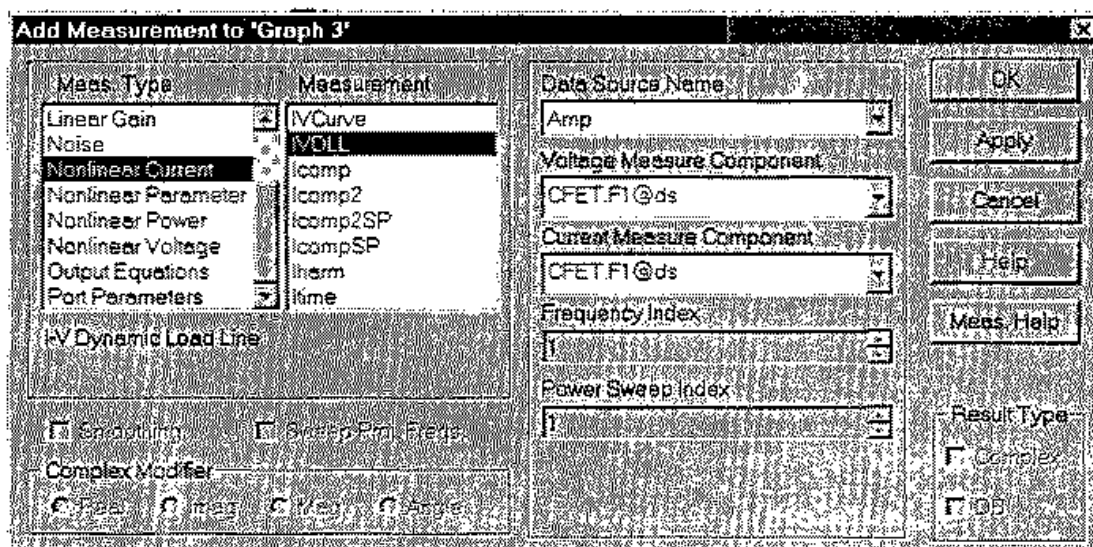 Add Measurement to 'Graph 3'
Meas. Type
Linear Gain
Noise
Nonlinear Current
Nonlinear Parameter
Nonlinear Power
Nonlinear Voltage
Output Equations
Port Parameters
Measurement
IVCurve
IVDLL
Icomp
Icomp2
Icomp2SP
IcompSP
Iharm
Itime
I-V Dynamic Load Line
Smoothing
Sweep Prnt. Freqs.
Complex Modifier
Real
Imag
Mag
Angle
Data Source Name
Amp
Voltage Measure Component
CFET.F1@ds
Current Measure Component
CFET.F1@ds
Frequency Index
1
Power Sweep Index
1
OK
Apply
Cancel
Help
Meas. Help
Result Type
Complex
DB